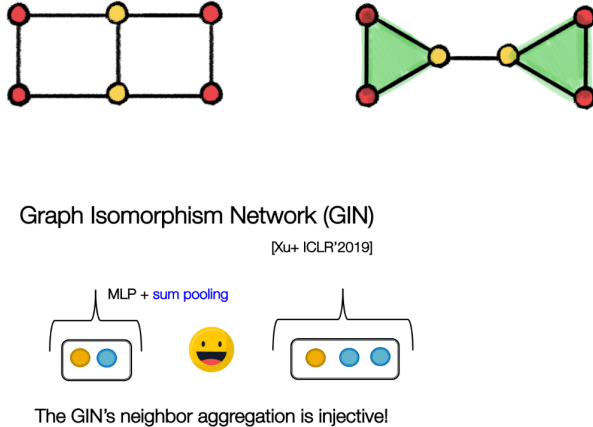 Graph Isomorphism Network (GIN)
[Xu+ ICLR'2019]
MLP + sum pooling
The GIN's neighbor aggregation is injective!